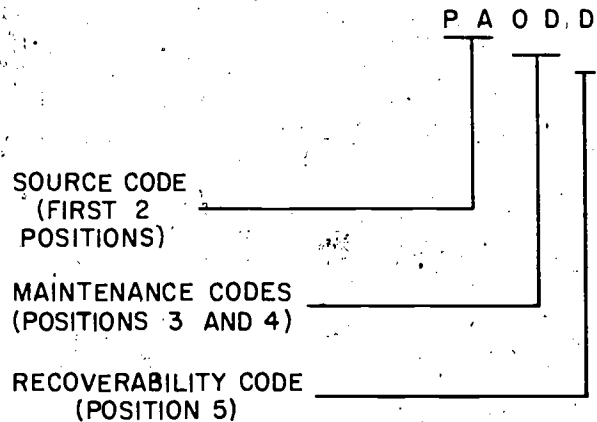 P A O D D
SOURCE CODE
(FIRST 2
POSITIONS)
MAINTENANCE CODES
(POSITIONS 3 AND 4)
RECOVERABILITY CODE
(POSITION 5)